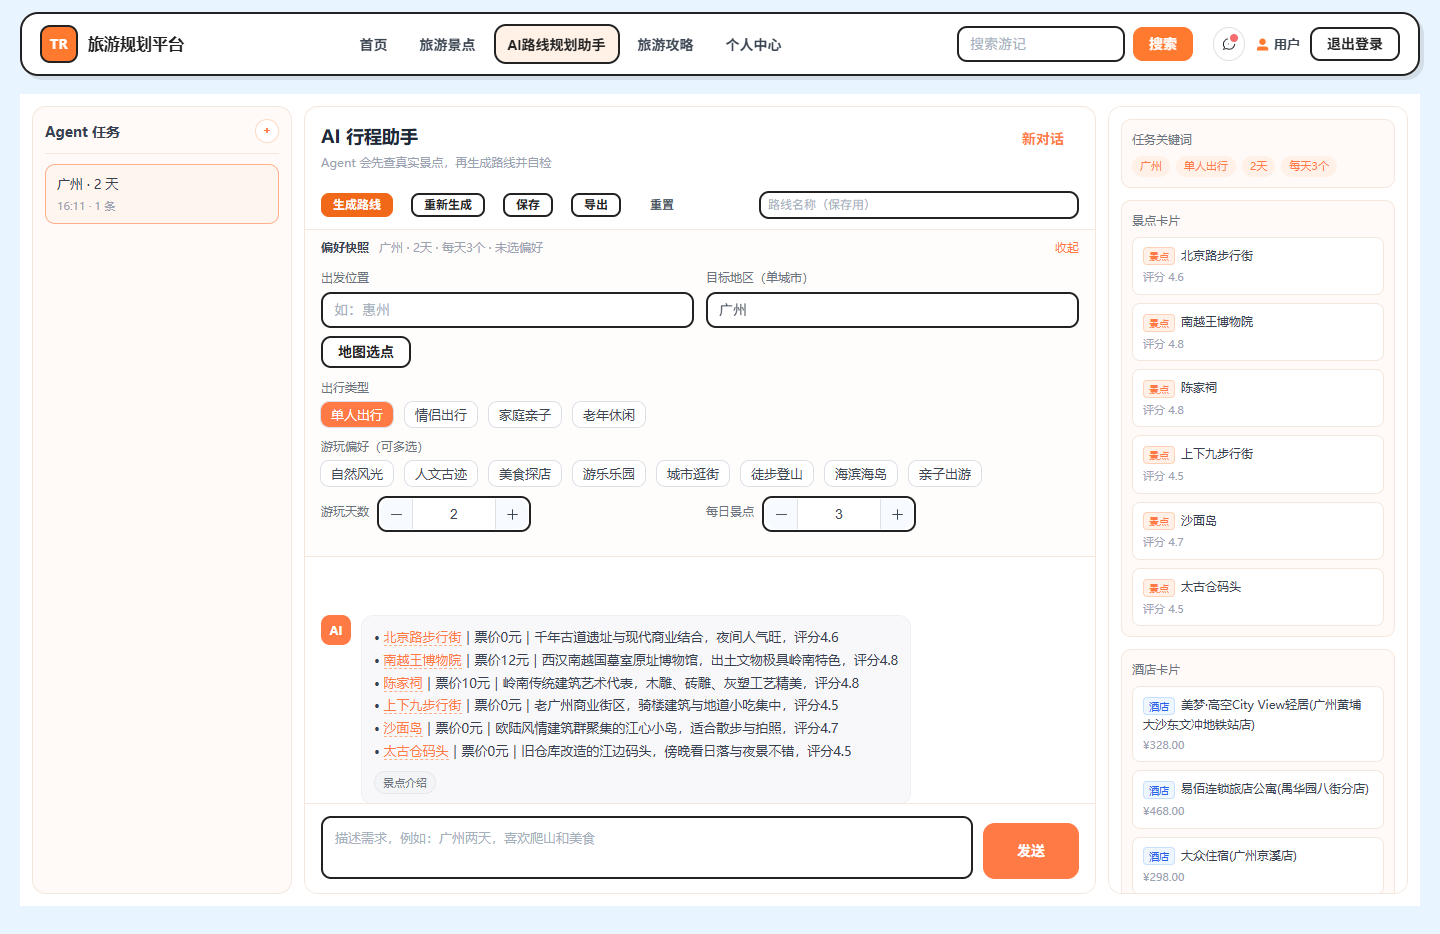 TR 旅游规划平台 首页 旅游景点 AI路线规划助手 旅游攻略 个人中心 搜索游记 搜索 用户 退出登录
Agent 任务 +
广州 · 2 天
16:11 · 1 条
AI 行程助手 新对话
Agent 会先查真实景点，再生成路线并自检
生成路线 重新生成 保存 导出 重置 路线名称（保存用）
偏好快照 广州 · 2天 · 每天3个 · 未选偏好 收起
出发位置 目标地区（单城市）
如：惠州 广州
地图选点
出行类型
单人出行 情侣出行 家庭亲子 老年休闲
游玩偏好（可多选）
自然风光 人文古迹 美食探店 游乐乐园 城市逛街 徒步登山 海滨海岛 亲子出游
游玩天数 − 2 + 每日景点 − 3 +
AI
• 北京路步行街 | 票价0元 | 千年古道遗址与现代商业结合，夜间人气旺，评分4.6
• 南越王博物院 | 票价12元 | 西汉南越国墓室原址博物馆，出土文物极具岭南特色，评分4.8
• 陈家祠 | 票价10元 | 岭南传统建筑艺术代表，木雕、砖雕、灰塑工艺精美，评分4.8
• 上下九步行街 | 票价0元 | 老广州商业街区，骑楼建筑与地道小吃集中，评分4.5
• 沙面岛 | 票价0元 | 欧陆风情建筑群聚集的江心小岛，适合散步与拍照，评分4.7
• 太古仓码头 | 票价0元 | 旧仓库改造的江边码头，傍晚看日落与夜景不错，评分4.5
景点介绍
描述需求，例如：广州两天，喜欢爬山和美食
发送
任务关键词
广州 单人出行 2天 每天3个
景点卡片
景点 北京路步行街
评分 4.6
景点 南越王博物院
评分 4.8
景点 陈家祠
评分 4.8
景点 上下九步行街
评分 4.5
景点 沙面岛
评分 4.7
景点 太古仓码头
评分 4.5
酒店卡片
酒店 美梦·高空City View轻居(广州黄埔
大沙东文冲地铁站店)
¥328.00
酒店 易佰连锁旅店公寓(禺华园八街分店)
¥468.00
酒店 大众住宿(广州京溪店)
¥298.00